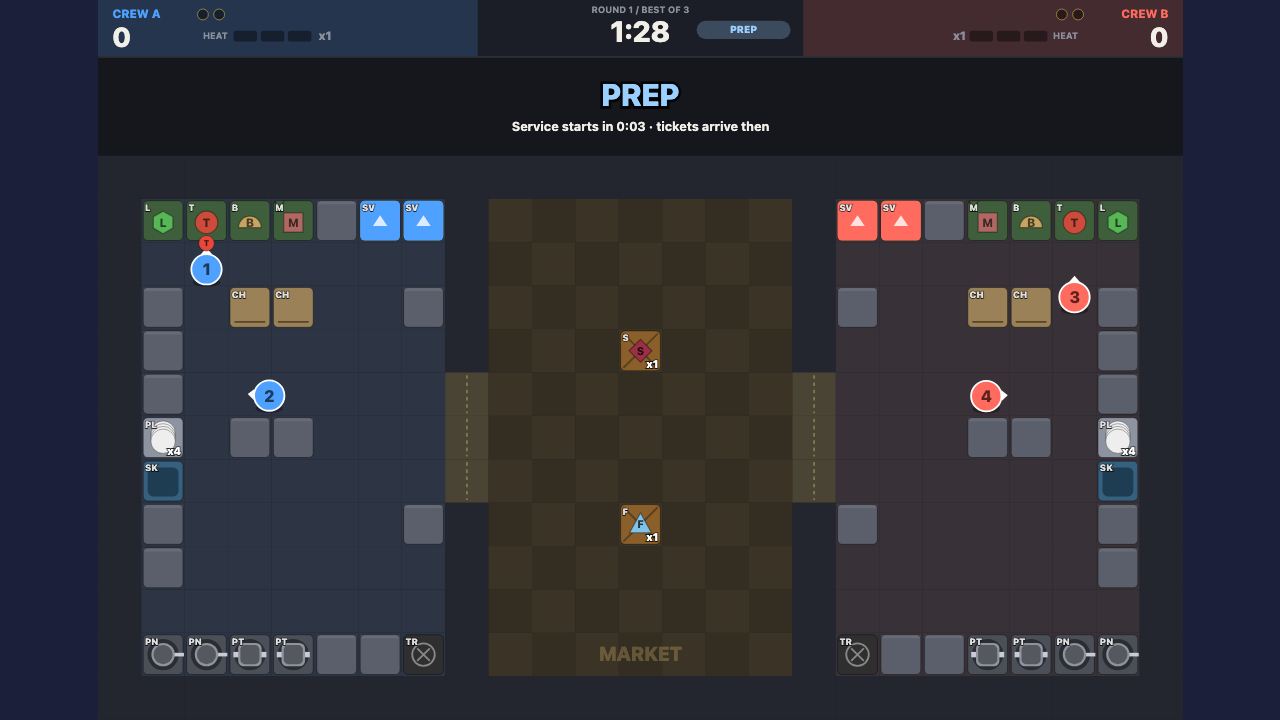 CREW A
0
HEAT x1
ROUND 1 / BEST OF 3
1:28
PREP
CREW B
x1 HEAT
0
PREP
Service starts in 0:03 · tickets arrive then
L T B M SV SV
L T B M
T
1
CH CH
2
PL
x4
SK
PN PN PT PT TR
S
S
x1
F
F
x1
MARKET
SV SV M B T L
M B T L
3
CH CH
4
PL
x4
SK
TR PT PT PN PN